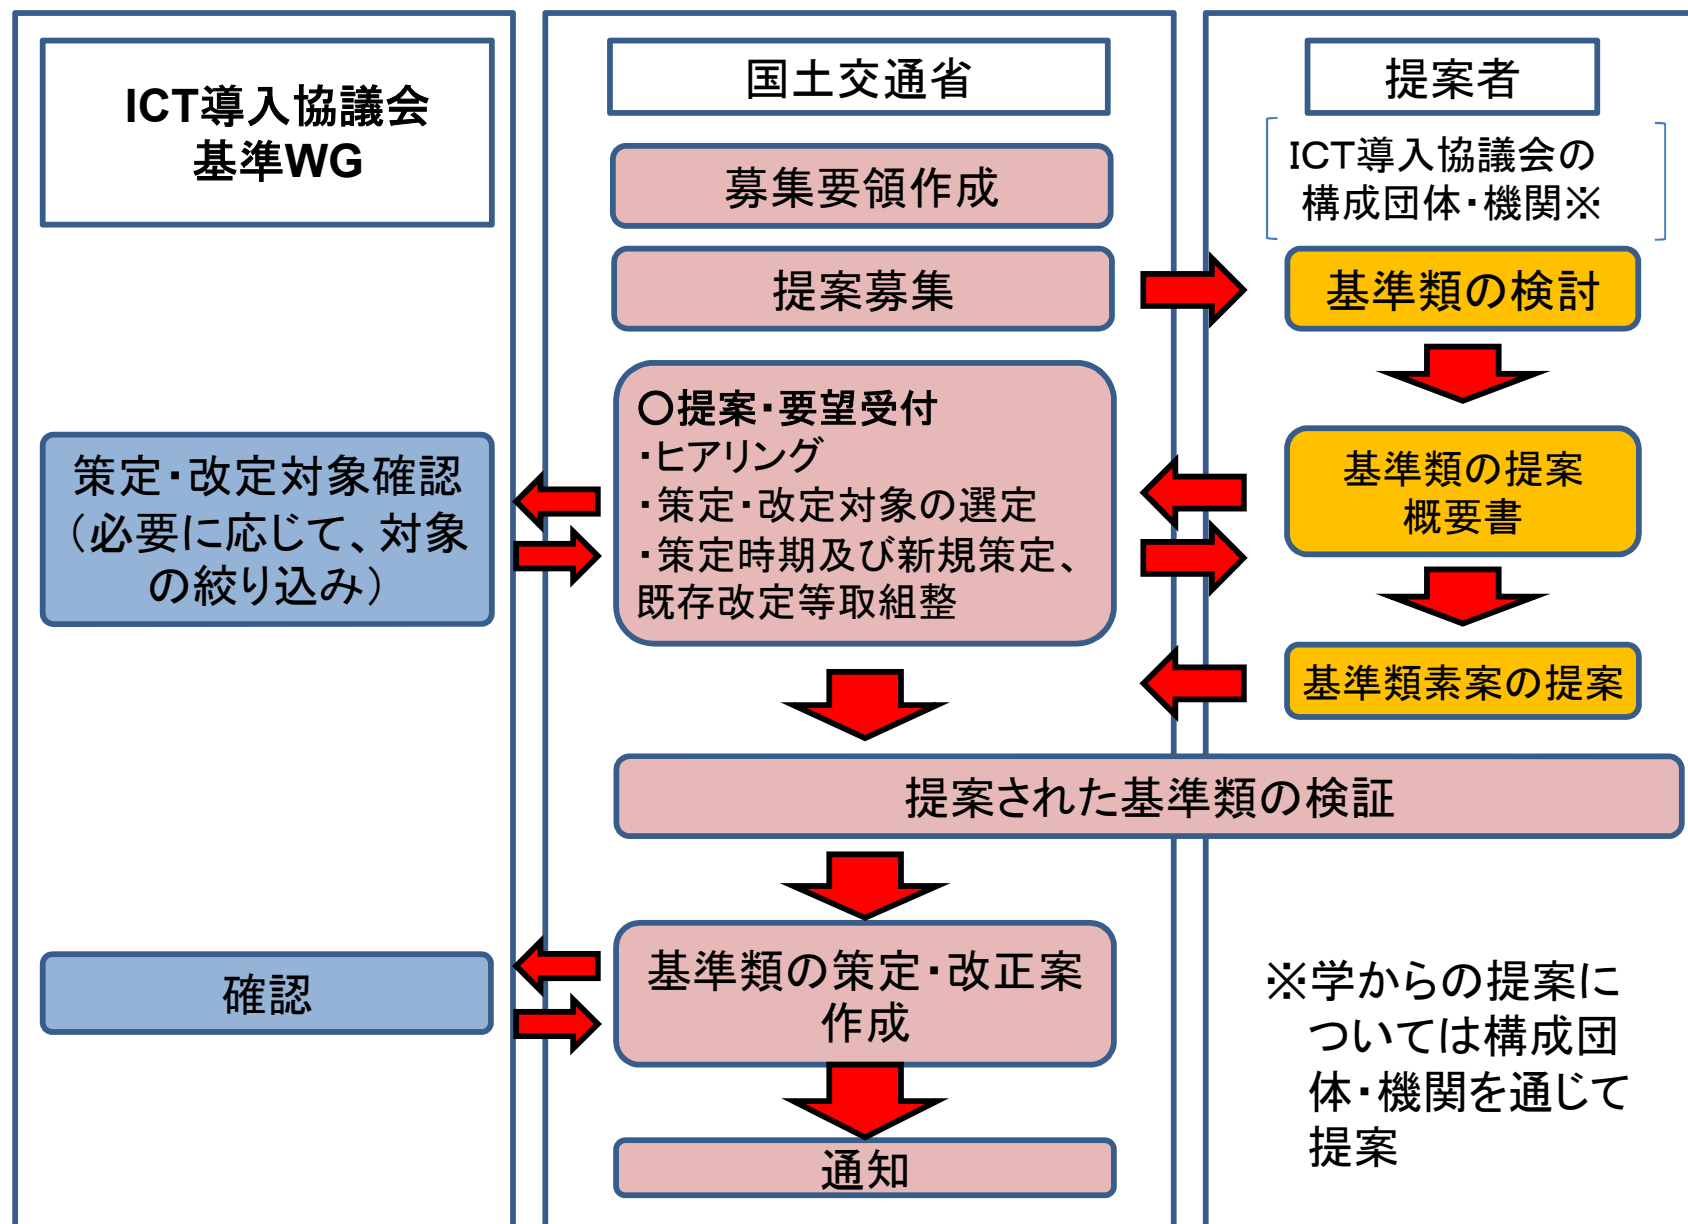 ICT導入協議会
基準WG
策定・改定対象確認
（必要に応じて、対象
の絞り込み）
確認
国土交通省
募集要領作成
提案募集
○提案・要望受付
・ヒアリング
・策定・改定対象の選定
・策定時期及び新規策定、
既存改定等取組整
提案された基準類の検証
基準類の策定・改正案
作成
通知
提案者
ICT導入協議会の
構成団体・機関※
基準類の検討
基準類の提案
概要書
基準類素案の提案
※学からの提案に
ついては構成団
体・機関を通じて
提案